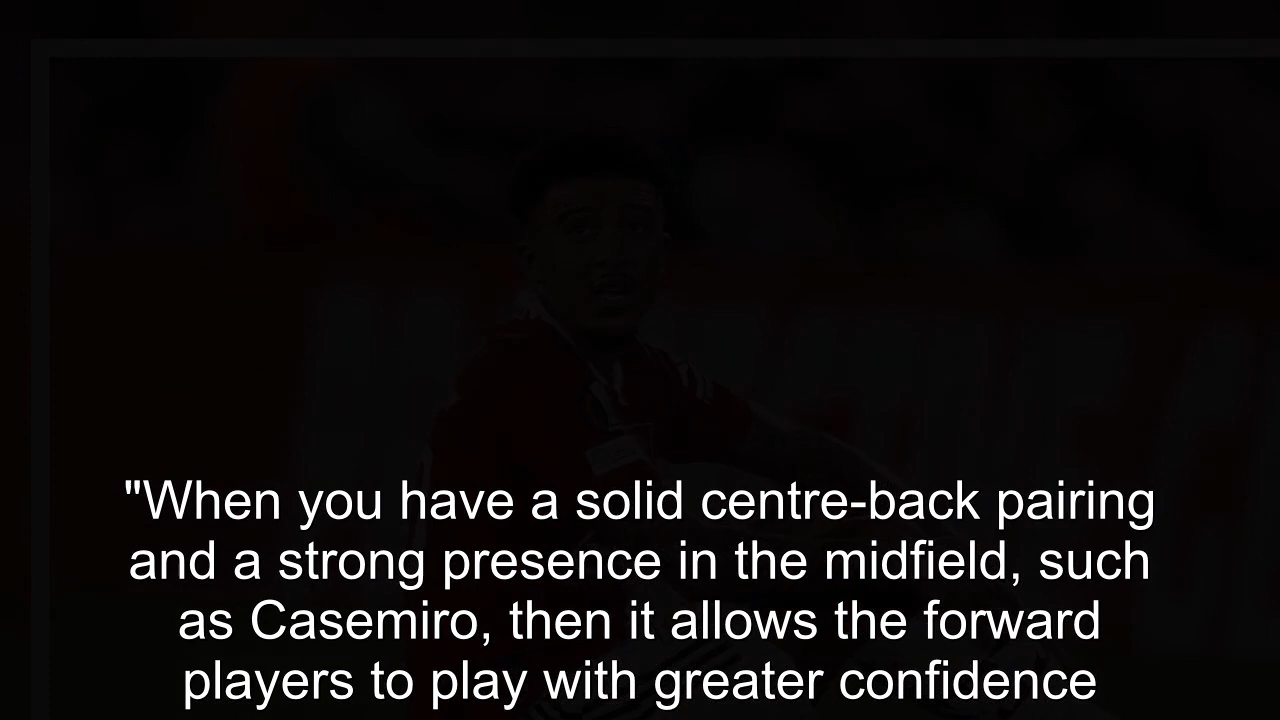 "When you have a solid centre-back pairing
and a strong presence in the midfield, such
as Casemiro, then it allows the forward
players to play with greater confidence